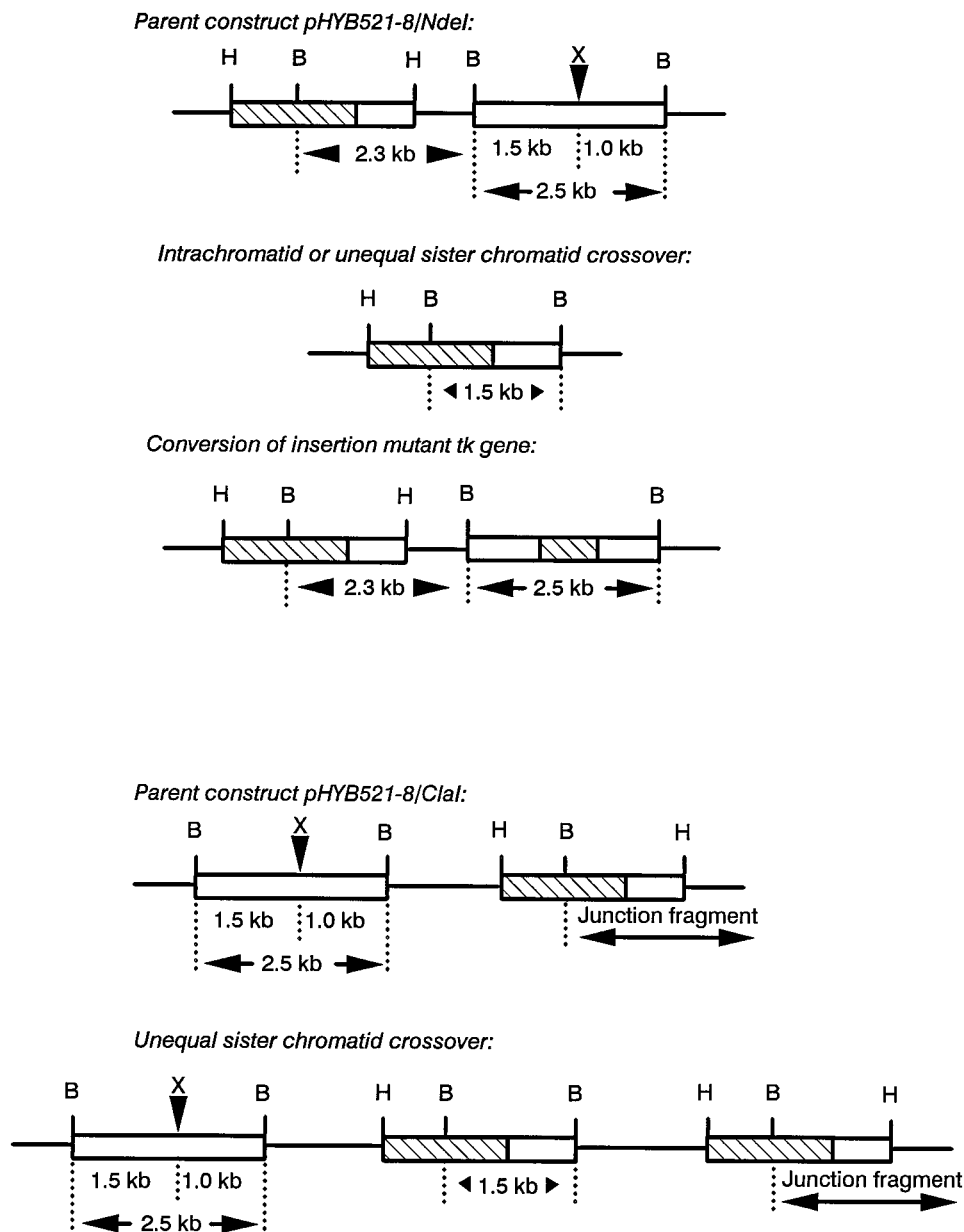 Parent construct pHYB521-8/NdeI:
H B H B X B
2.3 kb 1.5 kb 1.0 kb
2.5 kb
Intrachromatid or unequal sister chromatid crossover:
H B B
1.5 kb
Conversion of insertion mutant tk gene:
H B H B B
2.3 kb 2.5 kb
Parent construct pHYB521-8/ClaI:
B X B H B H
1.5 kb 1.0 kb Junction fragment
2.5 kb
Unequal sister chromatid crossover:
B X B H B B H B H
1.5 kb 1.0 kb 1.5 kb Junction fragment
2.5 kb